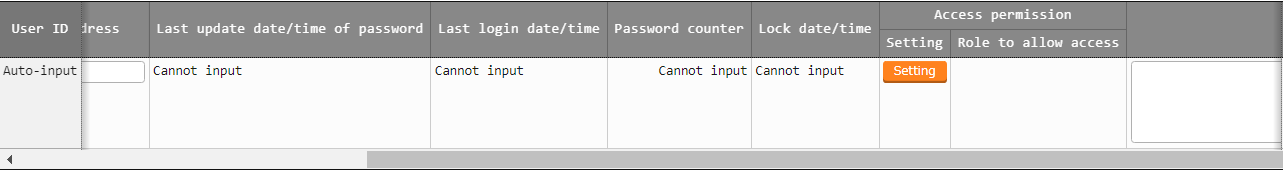 Access permission
User ID dress Last update date/time of password Last login date/time Password counter Lock date/time
Setting Role to allow access
Auto-input Cannot input Cannot input Cannot input Cannot input Setting